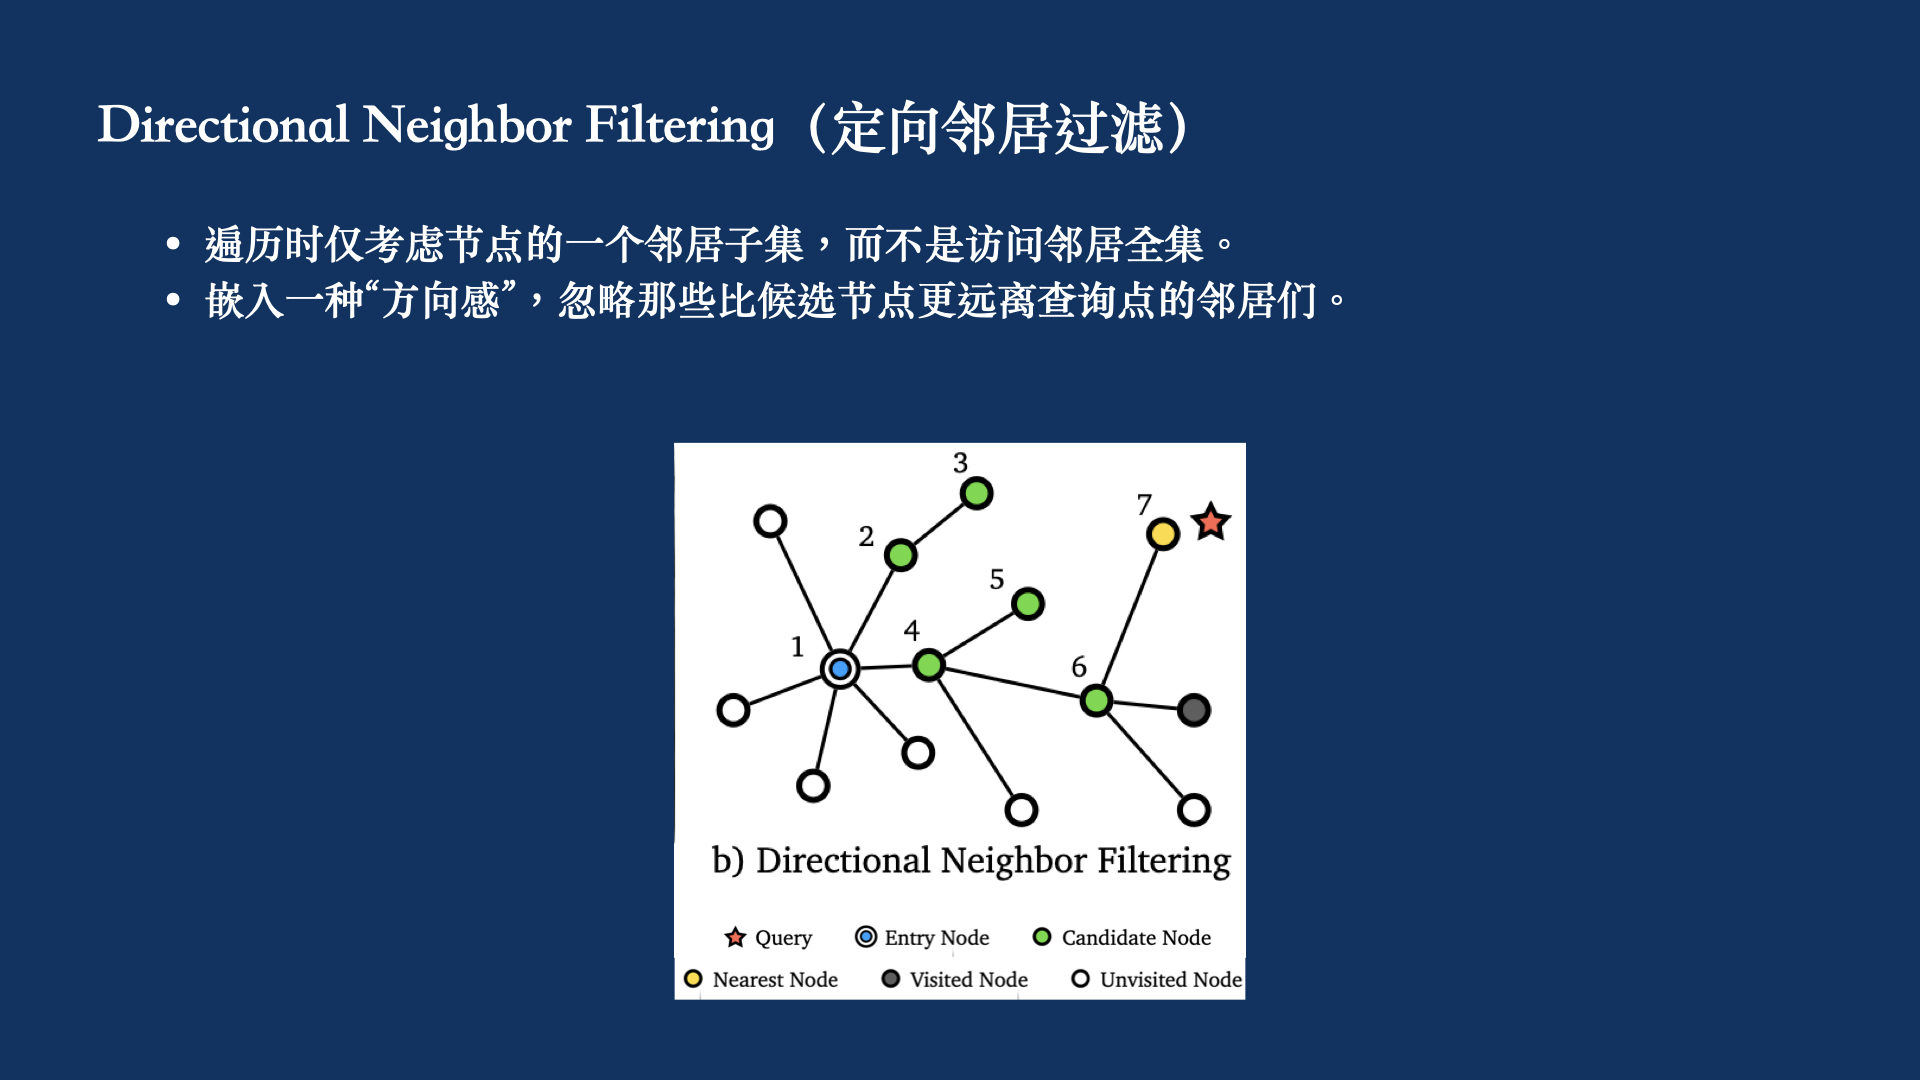 Directional Neighbor Filtering（定向邻居过滤）
• 遍历时仅考虑节点的一个邻居子集，而不是访问邻居全集。
• 嵌入一种“方向感”，忽略那些比候选节点更远离查询点的邻居们。
3
7
2
5
4
1
6
b) Directional Neighbor Filtering
Query Entry Node Candidate Node
Nearest Node Visited Node Unvisited Node